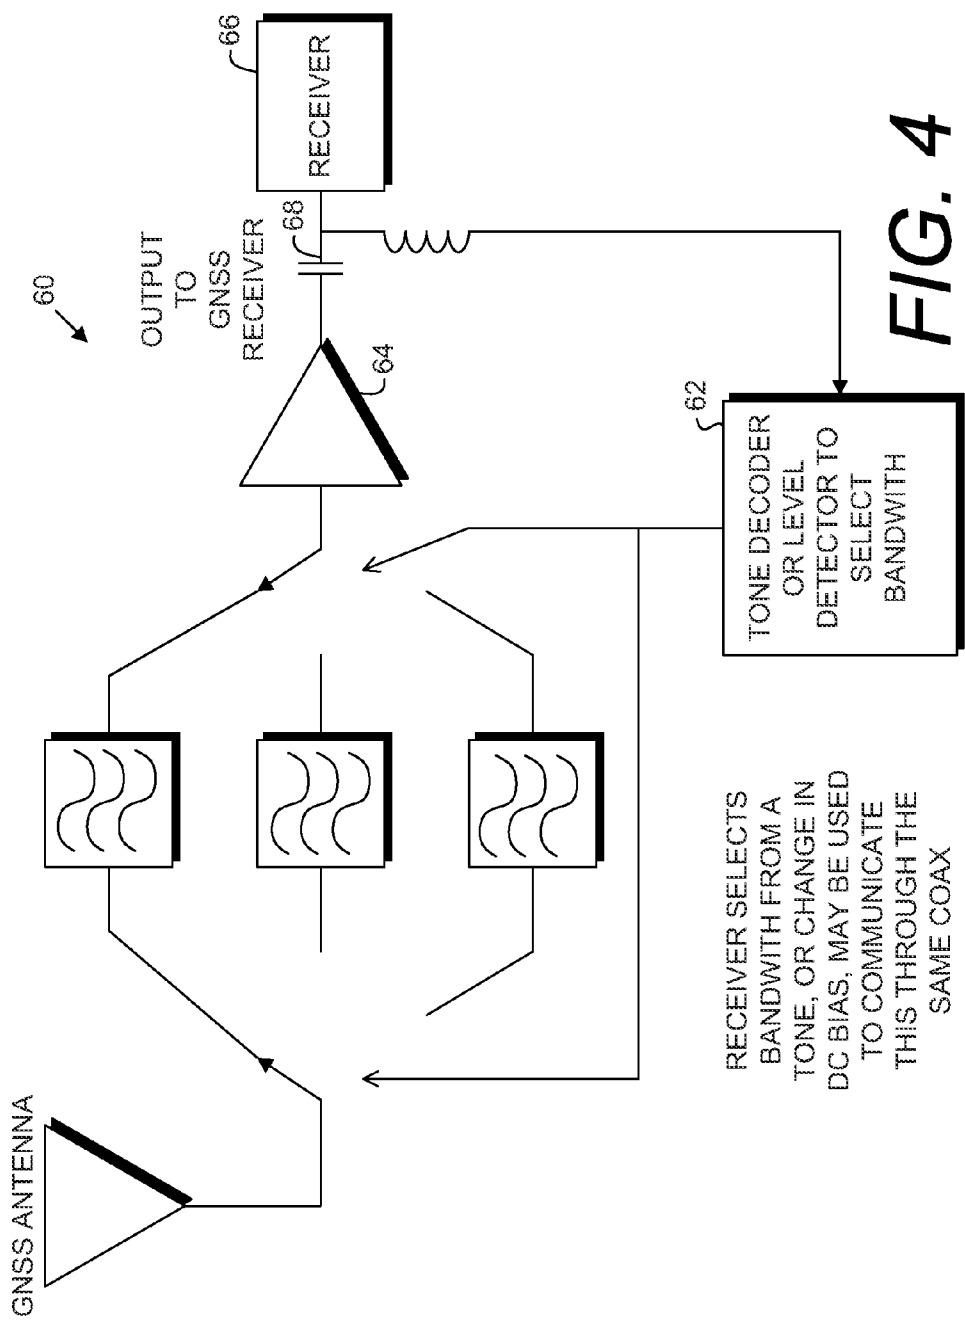 60
GNSS ANTENNA
OUTPUT
TO
GNSS
RECEIVER
68
66
RECEIVER
64
62
TONE DECODER
OR LEVEL
DETECTOR TO
SELECT
BANDWITH
RECEIVER SELECTS
BANDWITH FROM A
TONE, OR CHANGE IN
DC BIAS, MAY BE USED
TO COMMUNICATE
THIS THROUGH THE
SAME COAX
FIG. 4